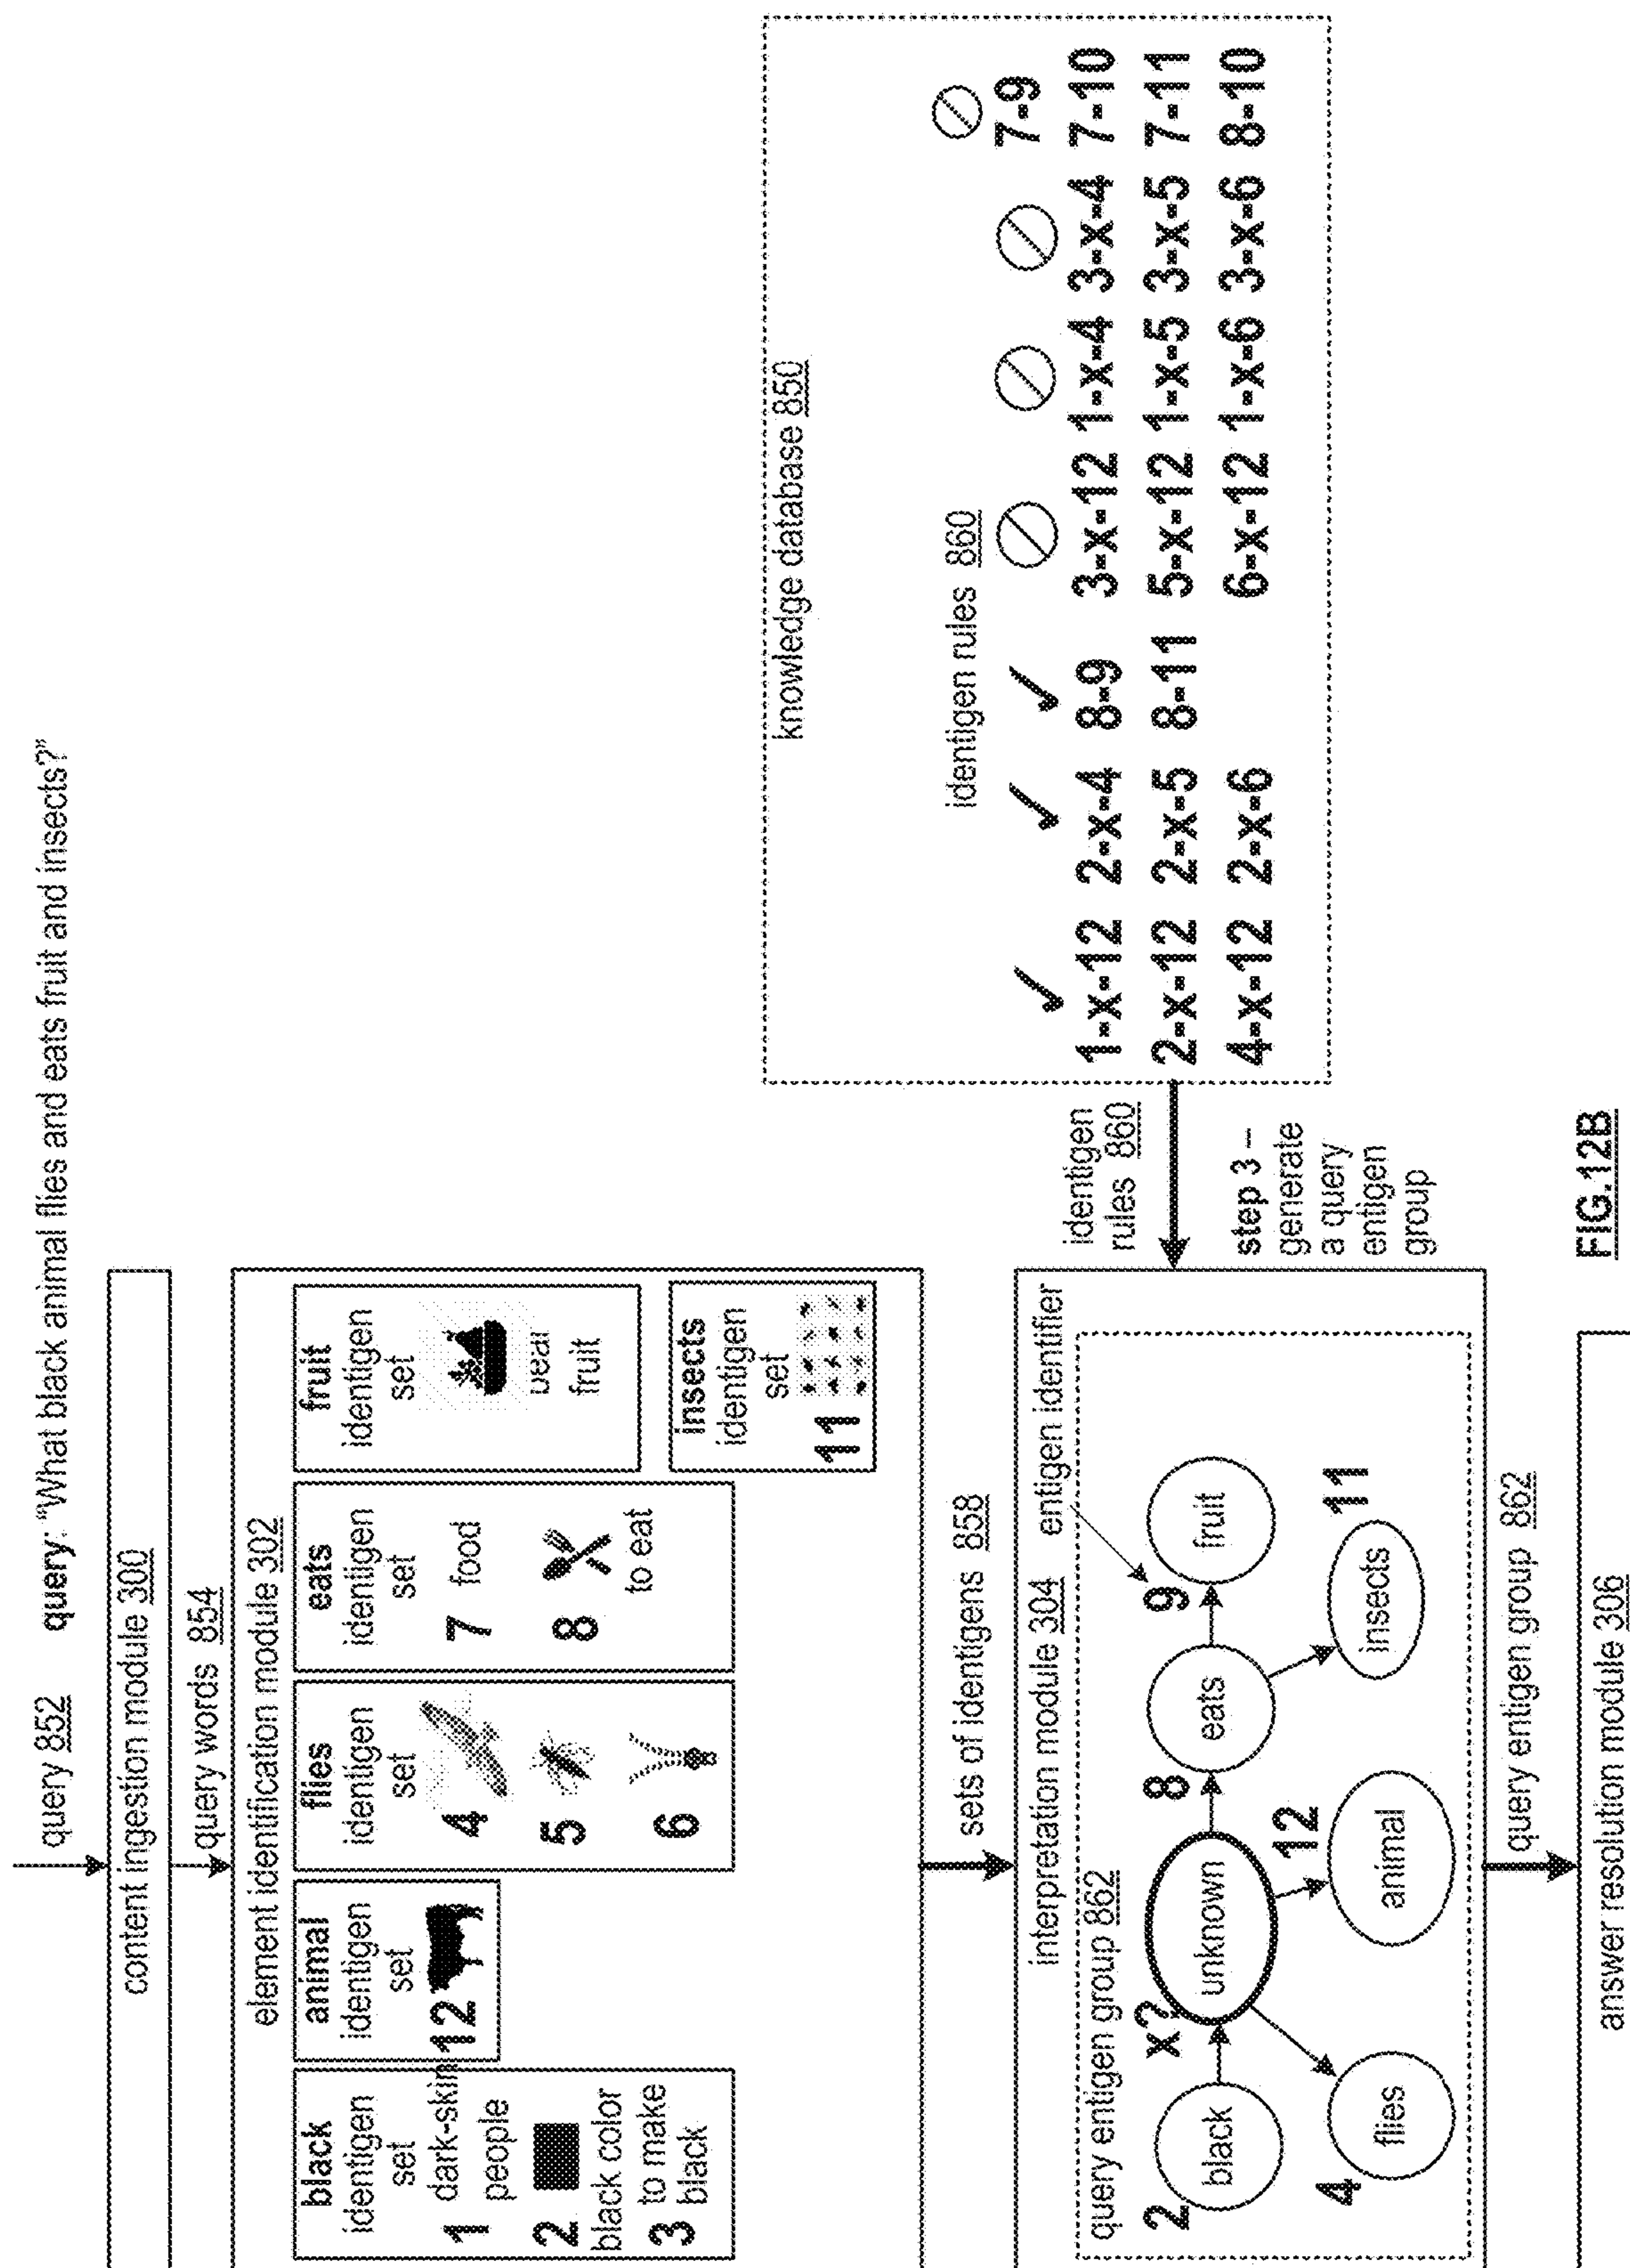 query 852
query: "What black animal flies and eats fruit and insects?"
content ingestion module 300
query words 854
element identification module 302
black
identigen
set
1 dark-skin
people
2
black color
3 to make
black
animal
identigen
set
12
flies
identigen
set
4
5
6
eats
identigen
set
7 food
8
to eat
fruit
identigen
set
fruit
insects
identigen
set
11
sets of identigens 858
interpretation module 304
entigen identifier
query entigen group 862
2
black
x?
unknown
8
eats
9
fruit
4
flies
12
animal
insects
11
identigen
rules 860
step 3 –
generate
a query
entigen
group
knowledge database 850
identigen rules 860
7-9
1-x-12 2-x-4 8-9 3-x-12 1-x-4 3-x-4 7-10
2-x-12 2-x-5 8-11 5-x-12 1-x-5 3-x-5 7-11
4-x-12 2-x-6 6-x-12 1-x-6 3-x-6 8-10
query entigen group 862
answer resolution module 306
FIG.12B